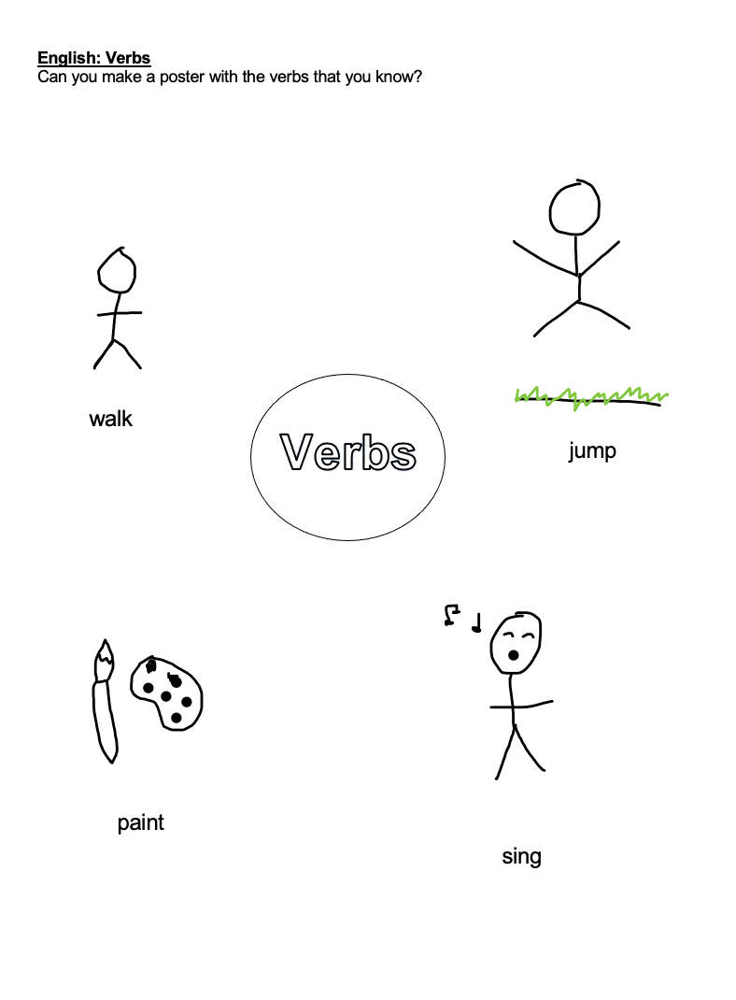 English: Verbs
Can you make a poster with the verbs that you know?
walk
jump
Verbs
paint
sing